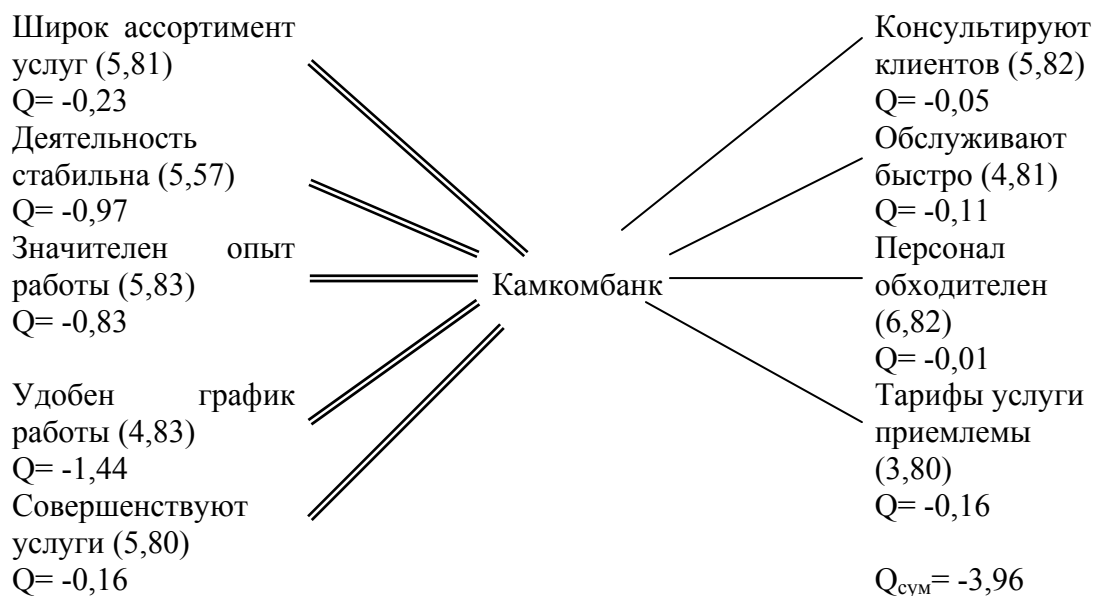 Широк ассортимент
услуг (5,81)
Q= -0,23
Деятельность
стабильна (5,57)
Q= -0,97
Значителен опыт
работы (5,83)
Q= -0,83
Удобен график
работы (4,83)
Q= -1,44
Совершенствуют
услуги (5,80)
Q= -0,16
Камкомбанк
Консультируют
клиентов (5,82)
Q= -0,05
Обслуживают
быстро (4,81)
Q= -0,11
Персонал
обходителен
(6,82)
Q= -0,01
Тарифы услуги
приемлемы
(3,80)
Q= -0,16
Qсум= -3,96